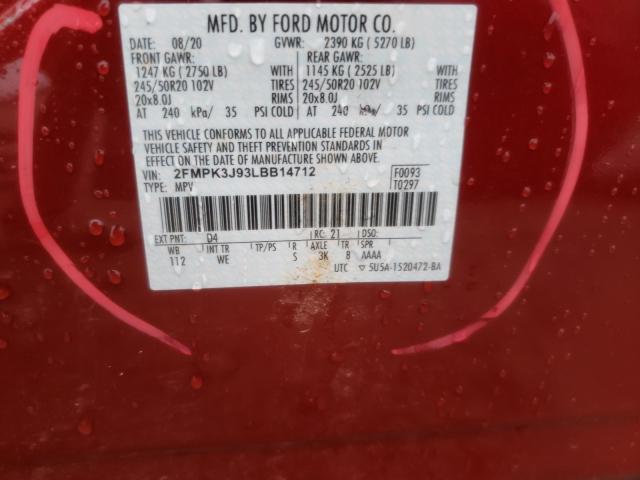 MFD. BY FORD MOTOR CO.
DATE: 08/20 GVWR: 2390 KG ( 5270 LB)
FRONT GAWR: REAR GAWR:
1247 KG ( 2750 LB) WITH 1145 KG ( 2525 LB) WITH
245/50R20 102V TIRES 245/50R20 102V TIRES
20x8.0J RIMS 20x8.0J RIMS
AT 240 kPa/ 35 PSI COLD AT 240 kPa/ 35 PSI COLD
THIS VEHICLE CONFORMS TO ALL APPLICABLE FEDERAL MOTOR
VEHICLE SAFETY AND BUMPER STANDARDS AND THEFT PREVENTION STANDARDS IN
EFFECT ON THE DATE OF MANUFACTURE SHOWN ABOVE.
VIN: 2FMPK3J93LBB14712 F0093
TYPE: MPV T0297
EXT PNT: D4 RC: 21 DSO:
WB INT TR TP/PS R AXLE TR SPR
112 WE S 3K 8 AAAA
UTC ▽ 5U5A-1520472-BA